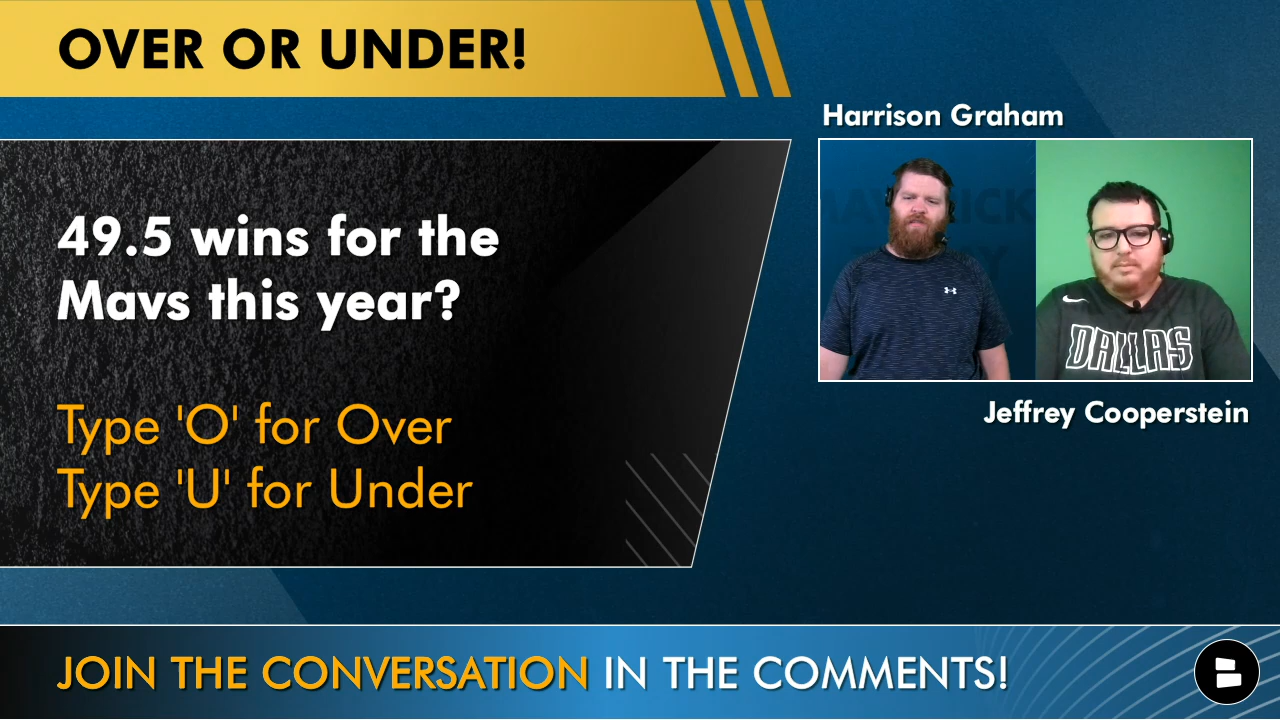 OVER OR UNDER!
Harrison Graham
49.5 wins for the
Mavs this year?
DALLAS
Jeffrey Cooperstein
Type 'O' for Over
Type 'U' for Under
JOIN THE CONVERSATION IN THE COMMENTS!